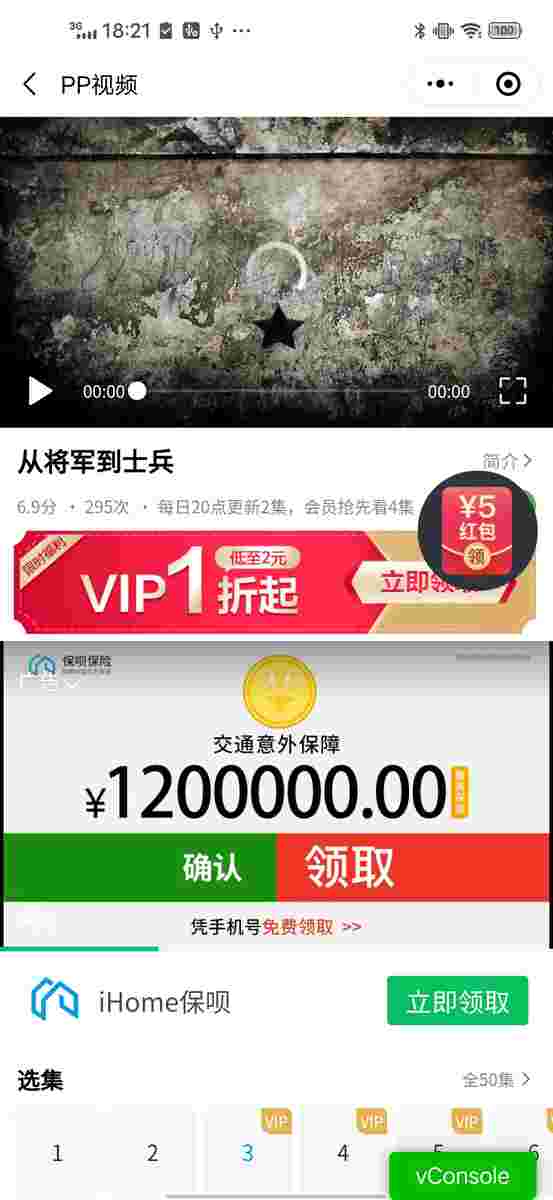 3G 18:21 100
PP视频
00:00 00:00
从将军到士兵 简介
6.9分 · 295次 · 每日20点更新2集，会员抢先看4集
¥5
红包
领
限时福利
VIP1折起
低至2元
立即领取
保呗保险
广告
交通意外保障
¥1200000.00
确认 领取
凭手机号免费领取 >>
iHome保呗 立即领取
选集 全50集
VIP VIP VIP
1 2 3 4 5 6
vConsole